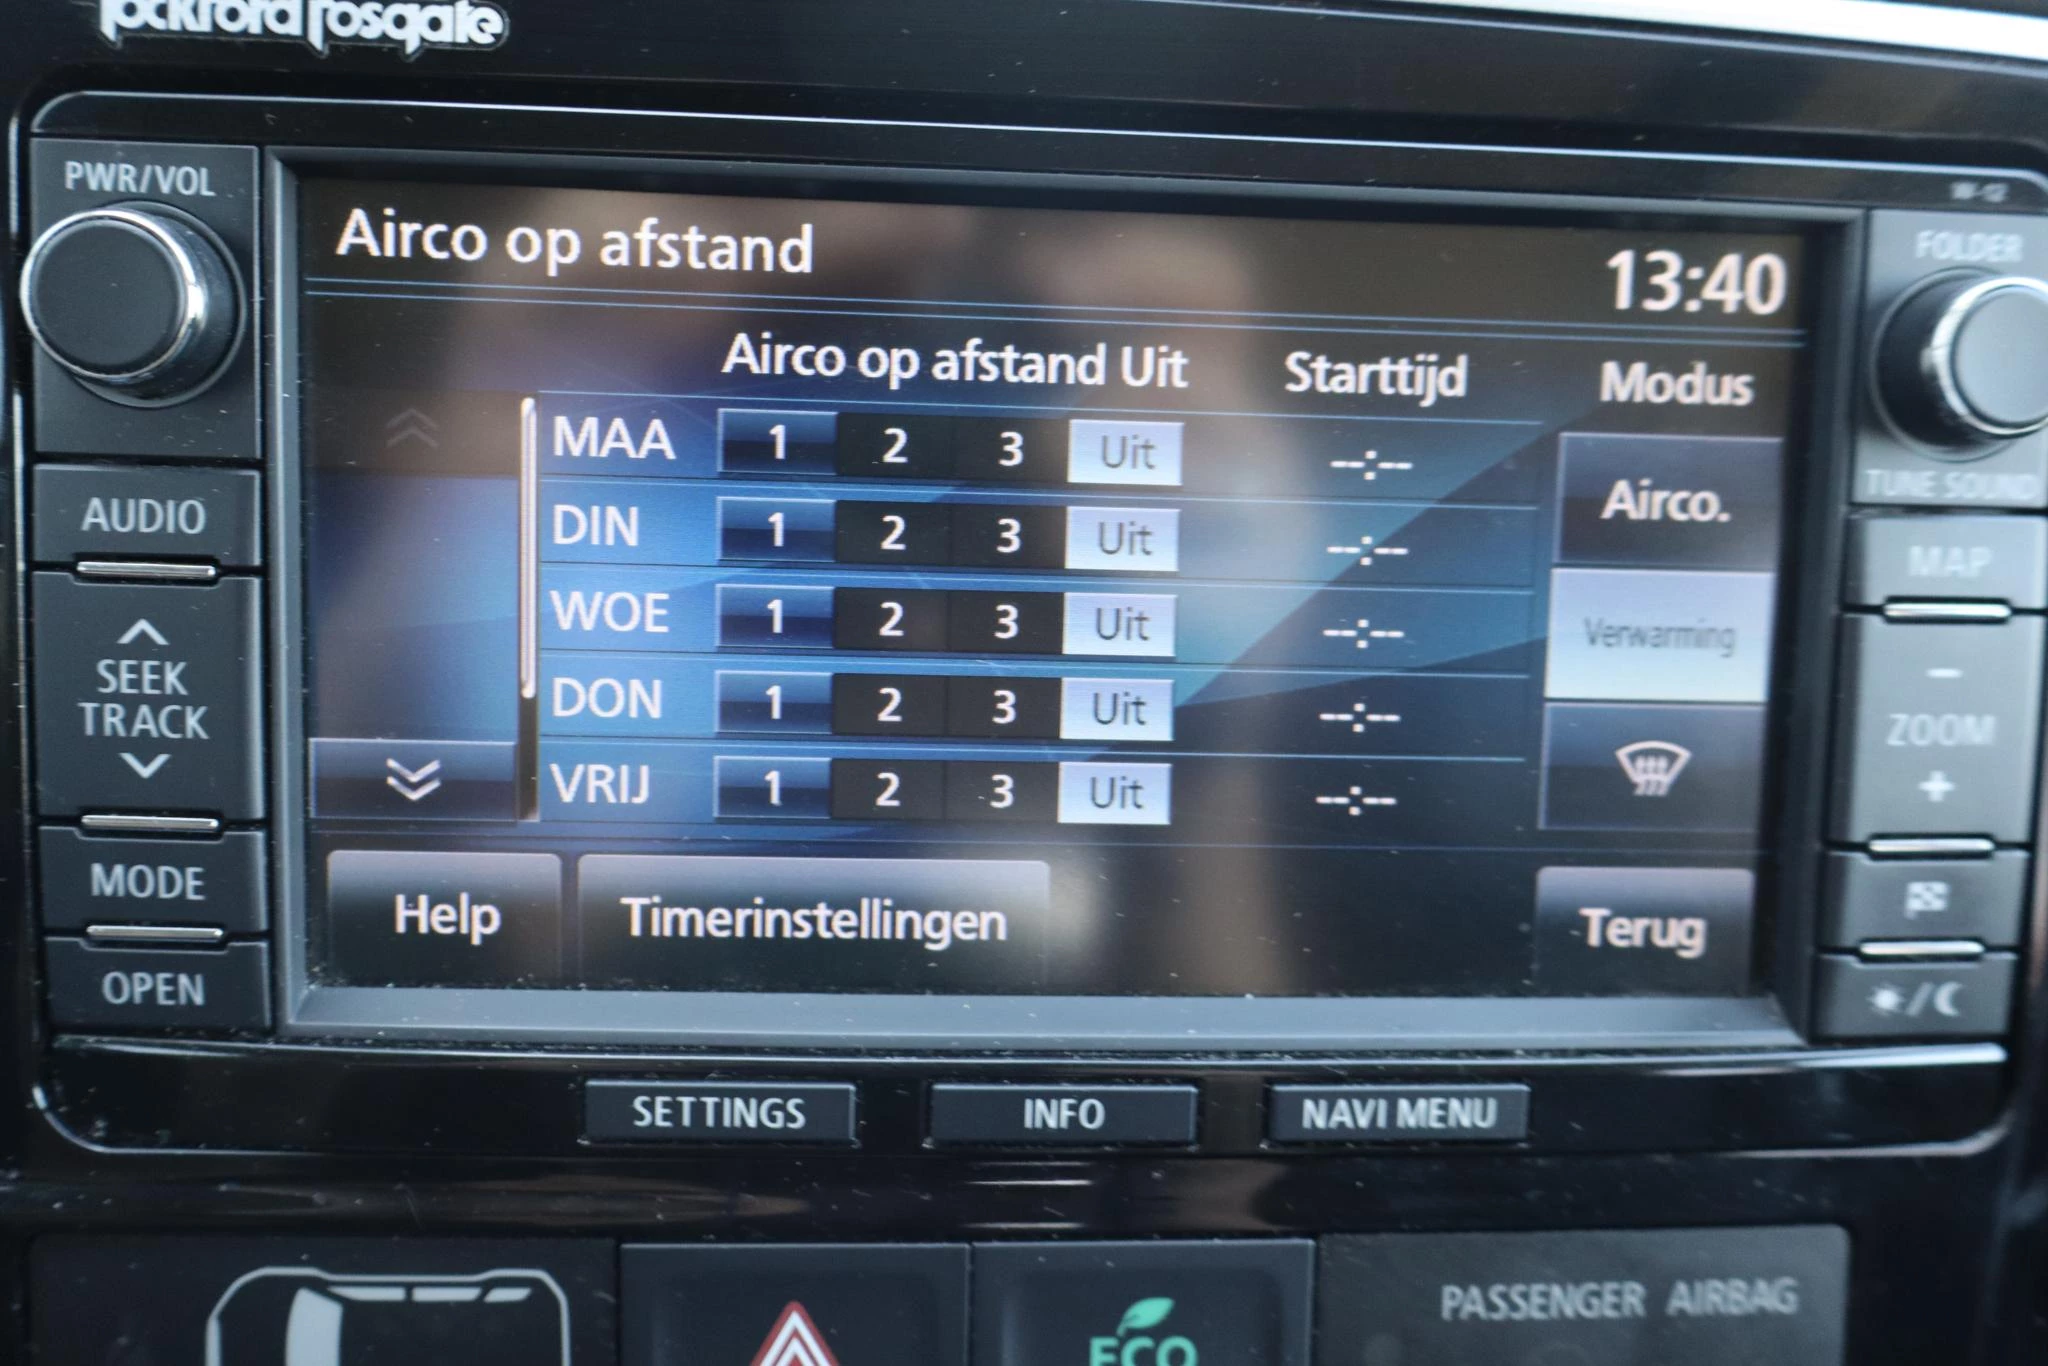 rockford fosgate
PWR/VOL
Airco op afstand
13:40
FOLDER
Airco op afstand Uit Starttijd Modus
MAA 1 2 3 Uit --:--
DIN 1 2 3 Uit --:--
WOE 1 2 3 Uit --:--
DON 1 2 3 Uit --:--
VRIJ 1 2 3 Uit --:--
Airco.
Verwarming
Help
Timerinstellingen
Terug
AUDIO
SEEK
TRACK
MODE
OPEN
TUNE SOUND
MAP
-
ZOOM
+
SETTINGS
INFO
NAVI MENU
ECO
PASSENGER AIRBAG